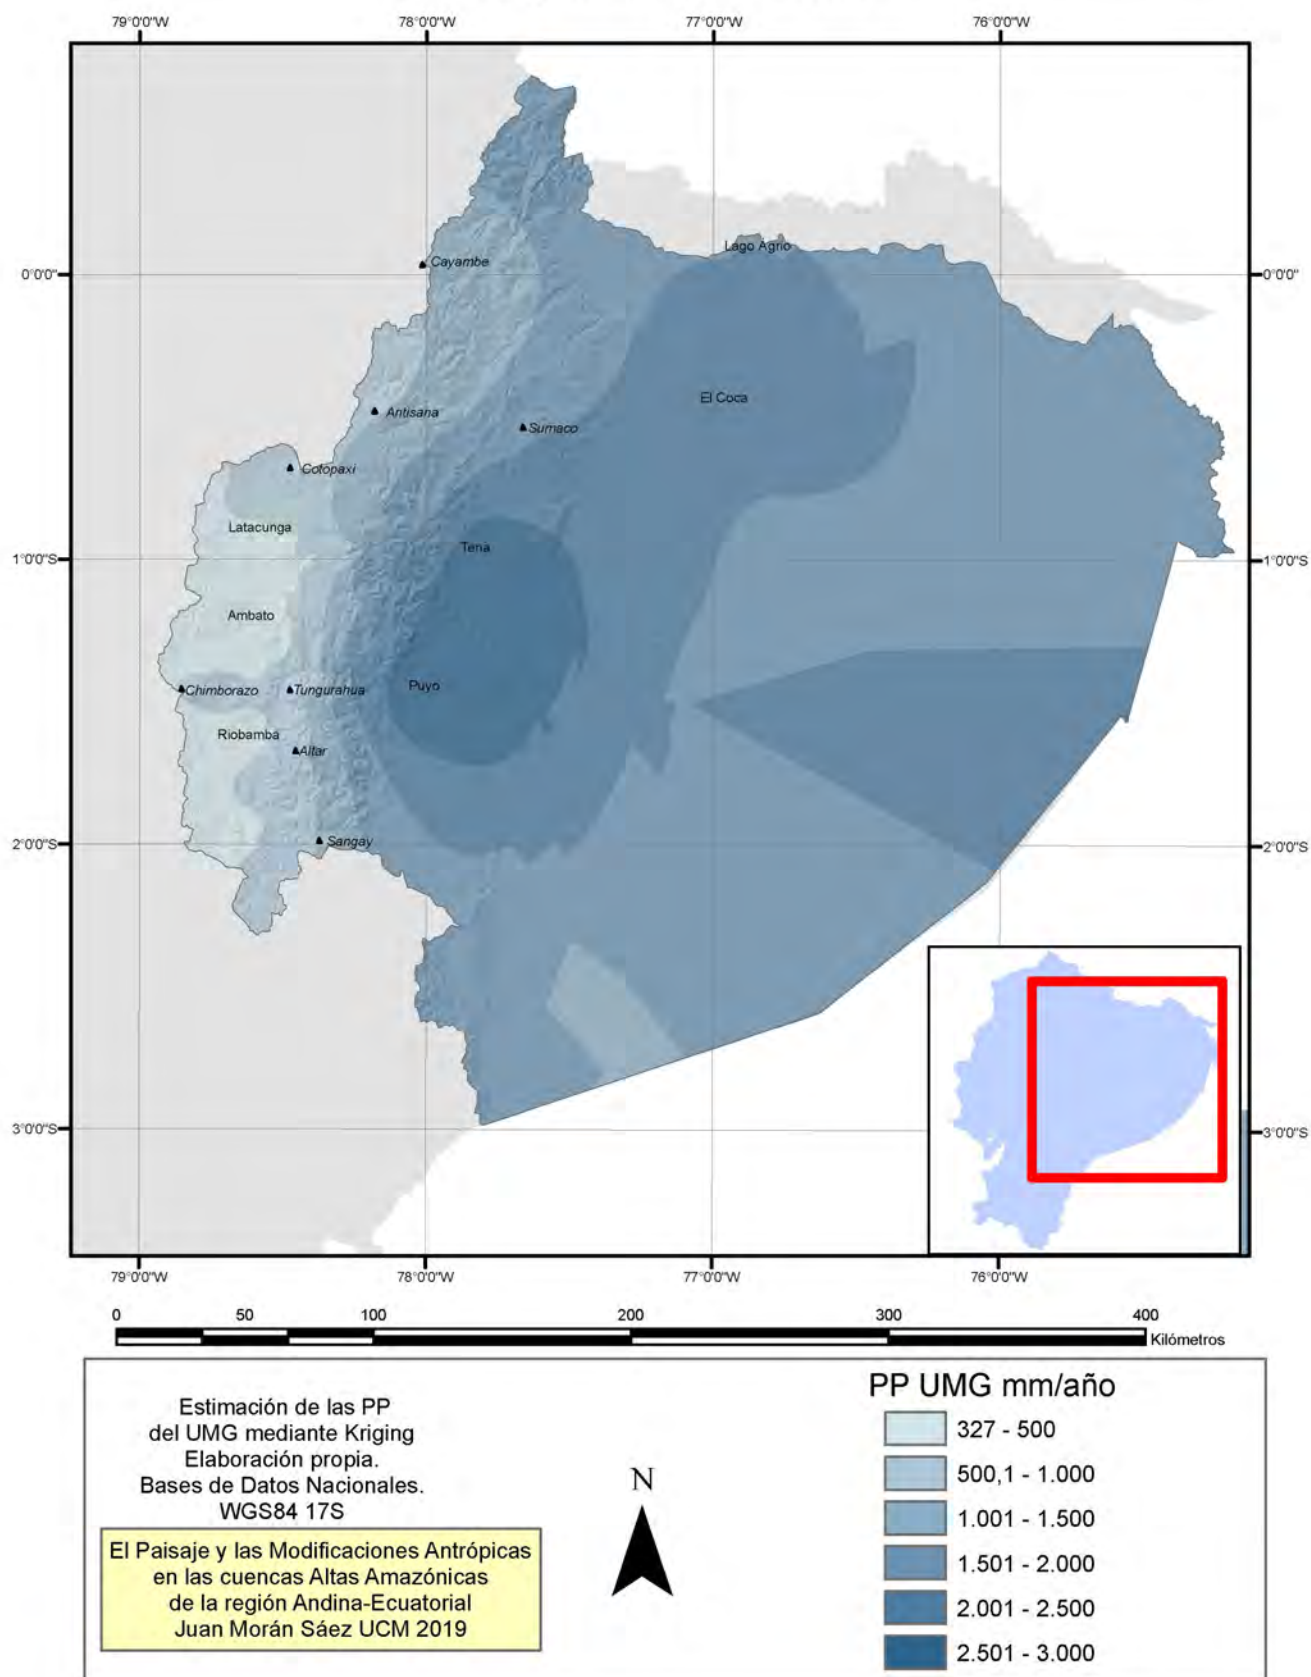 79°0'0"W 78°0'0"W 77°0'0"W 76°0'0"W
Lago Agrio
Cayambe
0°0'0" 0°0'0"
El Coca
Antisana
Sumaco
Cotopaxi
Latacunga
Tena
1°0'0"S 1°0'0"S
Ambato
Puyo
Chimborazo Tungurahua
Riobamba
Altar
2°0'0"S 2°0'0"S
Sangay
3°0'0"S 3°0'0"S
79°0'0"W 78°0'0"W 77°0'0"W 76°0'0"W
0 50 100 200 300 400
Kilómetros
Estimación de las PP
del UMG mediante Kriging
Elaboración propia.
Bases de Datos Nacionales.
WGS84 17S
El Paisaje y las Modificaciones Antrópicas
en las cuencas Altas Amazónicas
de la región Andina-Ecuatorial
Juan Morán Sáez UCM 2019
N
PP UMG mm/año
327 - 500
500,1 - 1.000
1.001 - 1.500
1.501 - 2.000
2.001 - 2.500
2.501 - 3.000